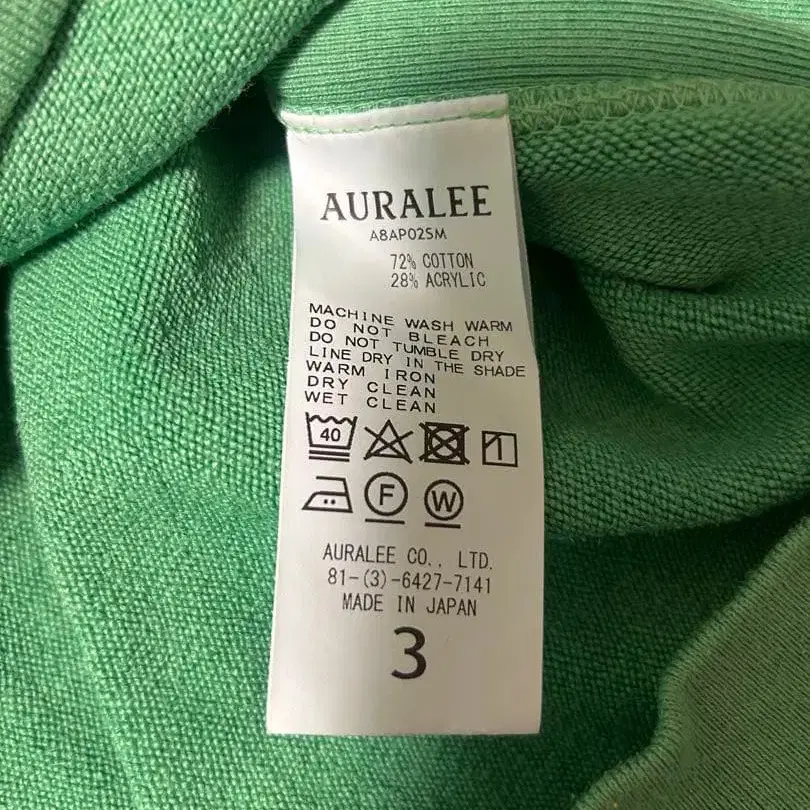 AURALEE
A8AP02SM
72% COTTON
28% ACRYLIC
MACHINE WASH WARM
DO NOT BLEACH
DO NOT TUMBLE DRY
LINE DRY IN THE SHADE
WARM IRON
DRY CLEAN
WET CLEAN
40
F W
AURALEE CO., LTD.
81-(3)-6427-7141
MADE IN JAPAN
3